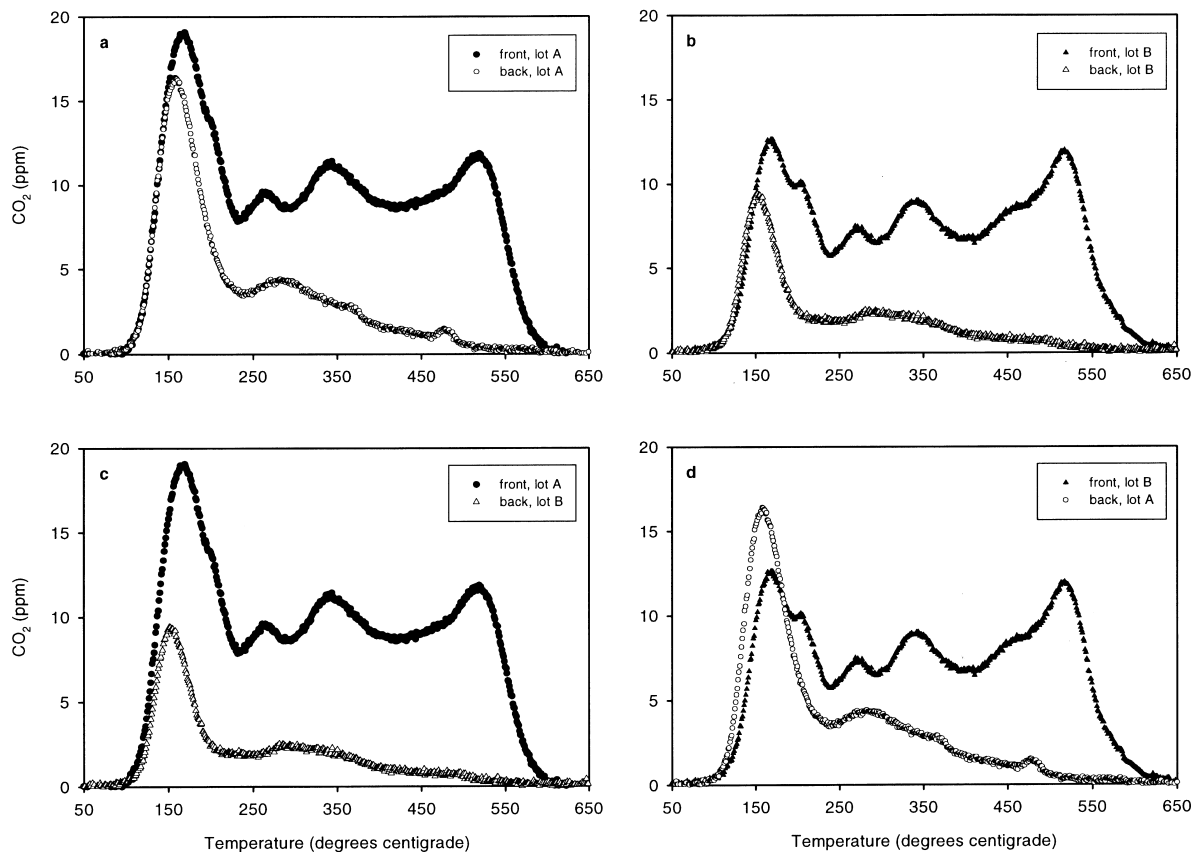 a
front, lot A
back, lot A
20
15
10
5
0
CO2 (ppm)
50 150 250 350 450 550 650
b
front, lot B
back, lot B
20
15
10
5
0
50 150 250 350 450 550 650
c
front, lot A
back, lot B
20
15
10
5
0
CO2 (ppm)
50 150 250 350 450 550 650
Temperature (degrees centigrade)
d
front, lot B
back, lot A
20
15
10
5
0
50 150 250 350 450 550 650
Temperature (degrees centigrade)